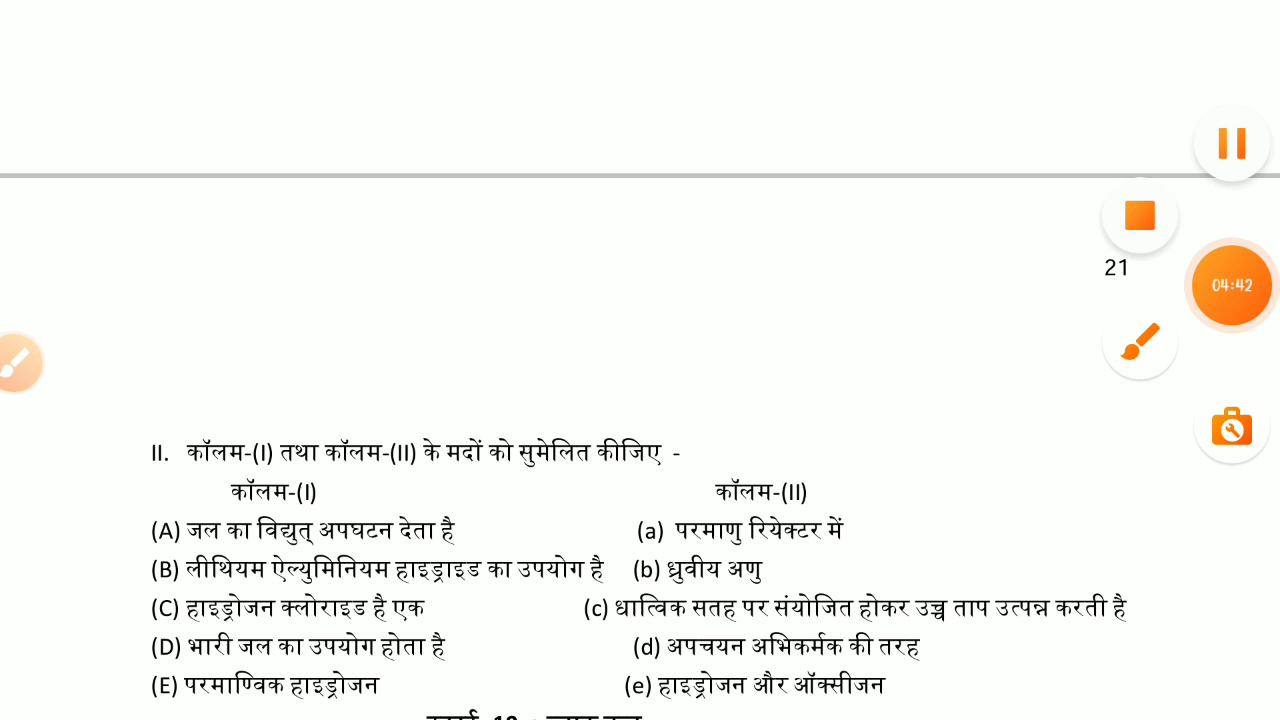 04:42
21
II. कॉलम-(I) तथा कॉलम-(II) के मदों को सुमेलित कीजिए -
कॉलम-(I) कॉलम-(II)
(A) जल का विद्युत् अपघटन देता है (a) परमाणु रियेक्टर में
(B) लीथियम ऐल्युमिनियम हाइड्राइड का उपयोग है (b) ध्रुवीय अणु
(C) हाइड्रोजन क्लोराइड है एक (c) धात्विक सतह पर संयोजित होकर उच्च ताप उत्पन्न करती है
(D) भारी जल का उपयोग होता है (d) अपचयन अभिकर्मक की तरह
(E) परमाण्विक हाइड्रोजन (e) हाइड्रोजन और ऑक्सीजन